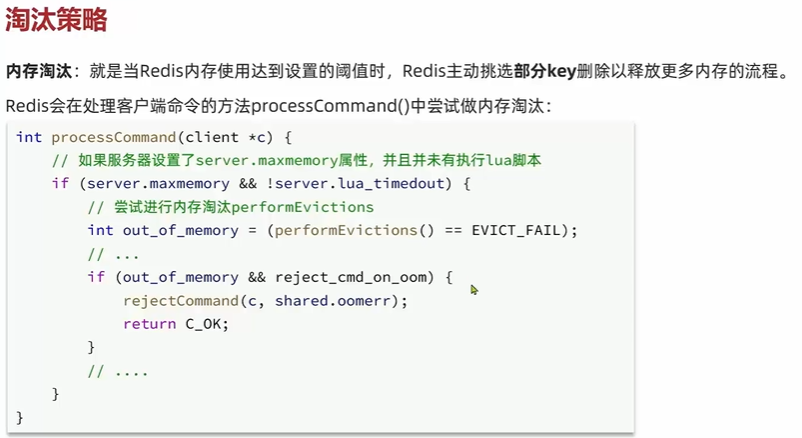 淘汰策略
内存淘汰：就是当Redis内存使用达到设置的阈值时，Redis主动挑选部分key删除以释放更多内存的流程。
Redis会在处理客户端命令的方法processCommand()中尝试做内存淘汰：
int processCommand(client *c) {
    // 如果服务器设置了server.maxmemory属性，并且并未有执行lua脚本
    if (server.maxmemory && !server.lua_timedout) {
        // 尝试进行内存淘汰performEvictions
        int out_of_memory = (performEvictions() == EVICT_FAIL);
        // ...
        if (out_of_memory && reject_cmd_on_oom) {
            rejectCommand(c, shared.oomerr);
            return C_OK;
        }
        // ....
    }
}